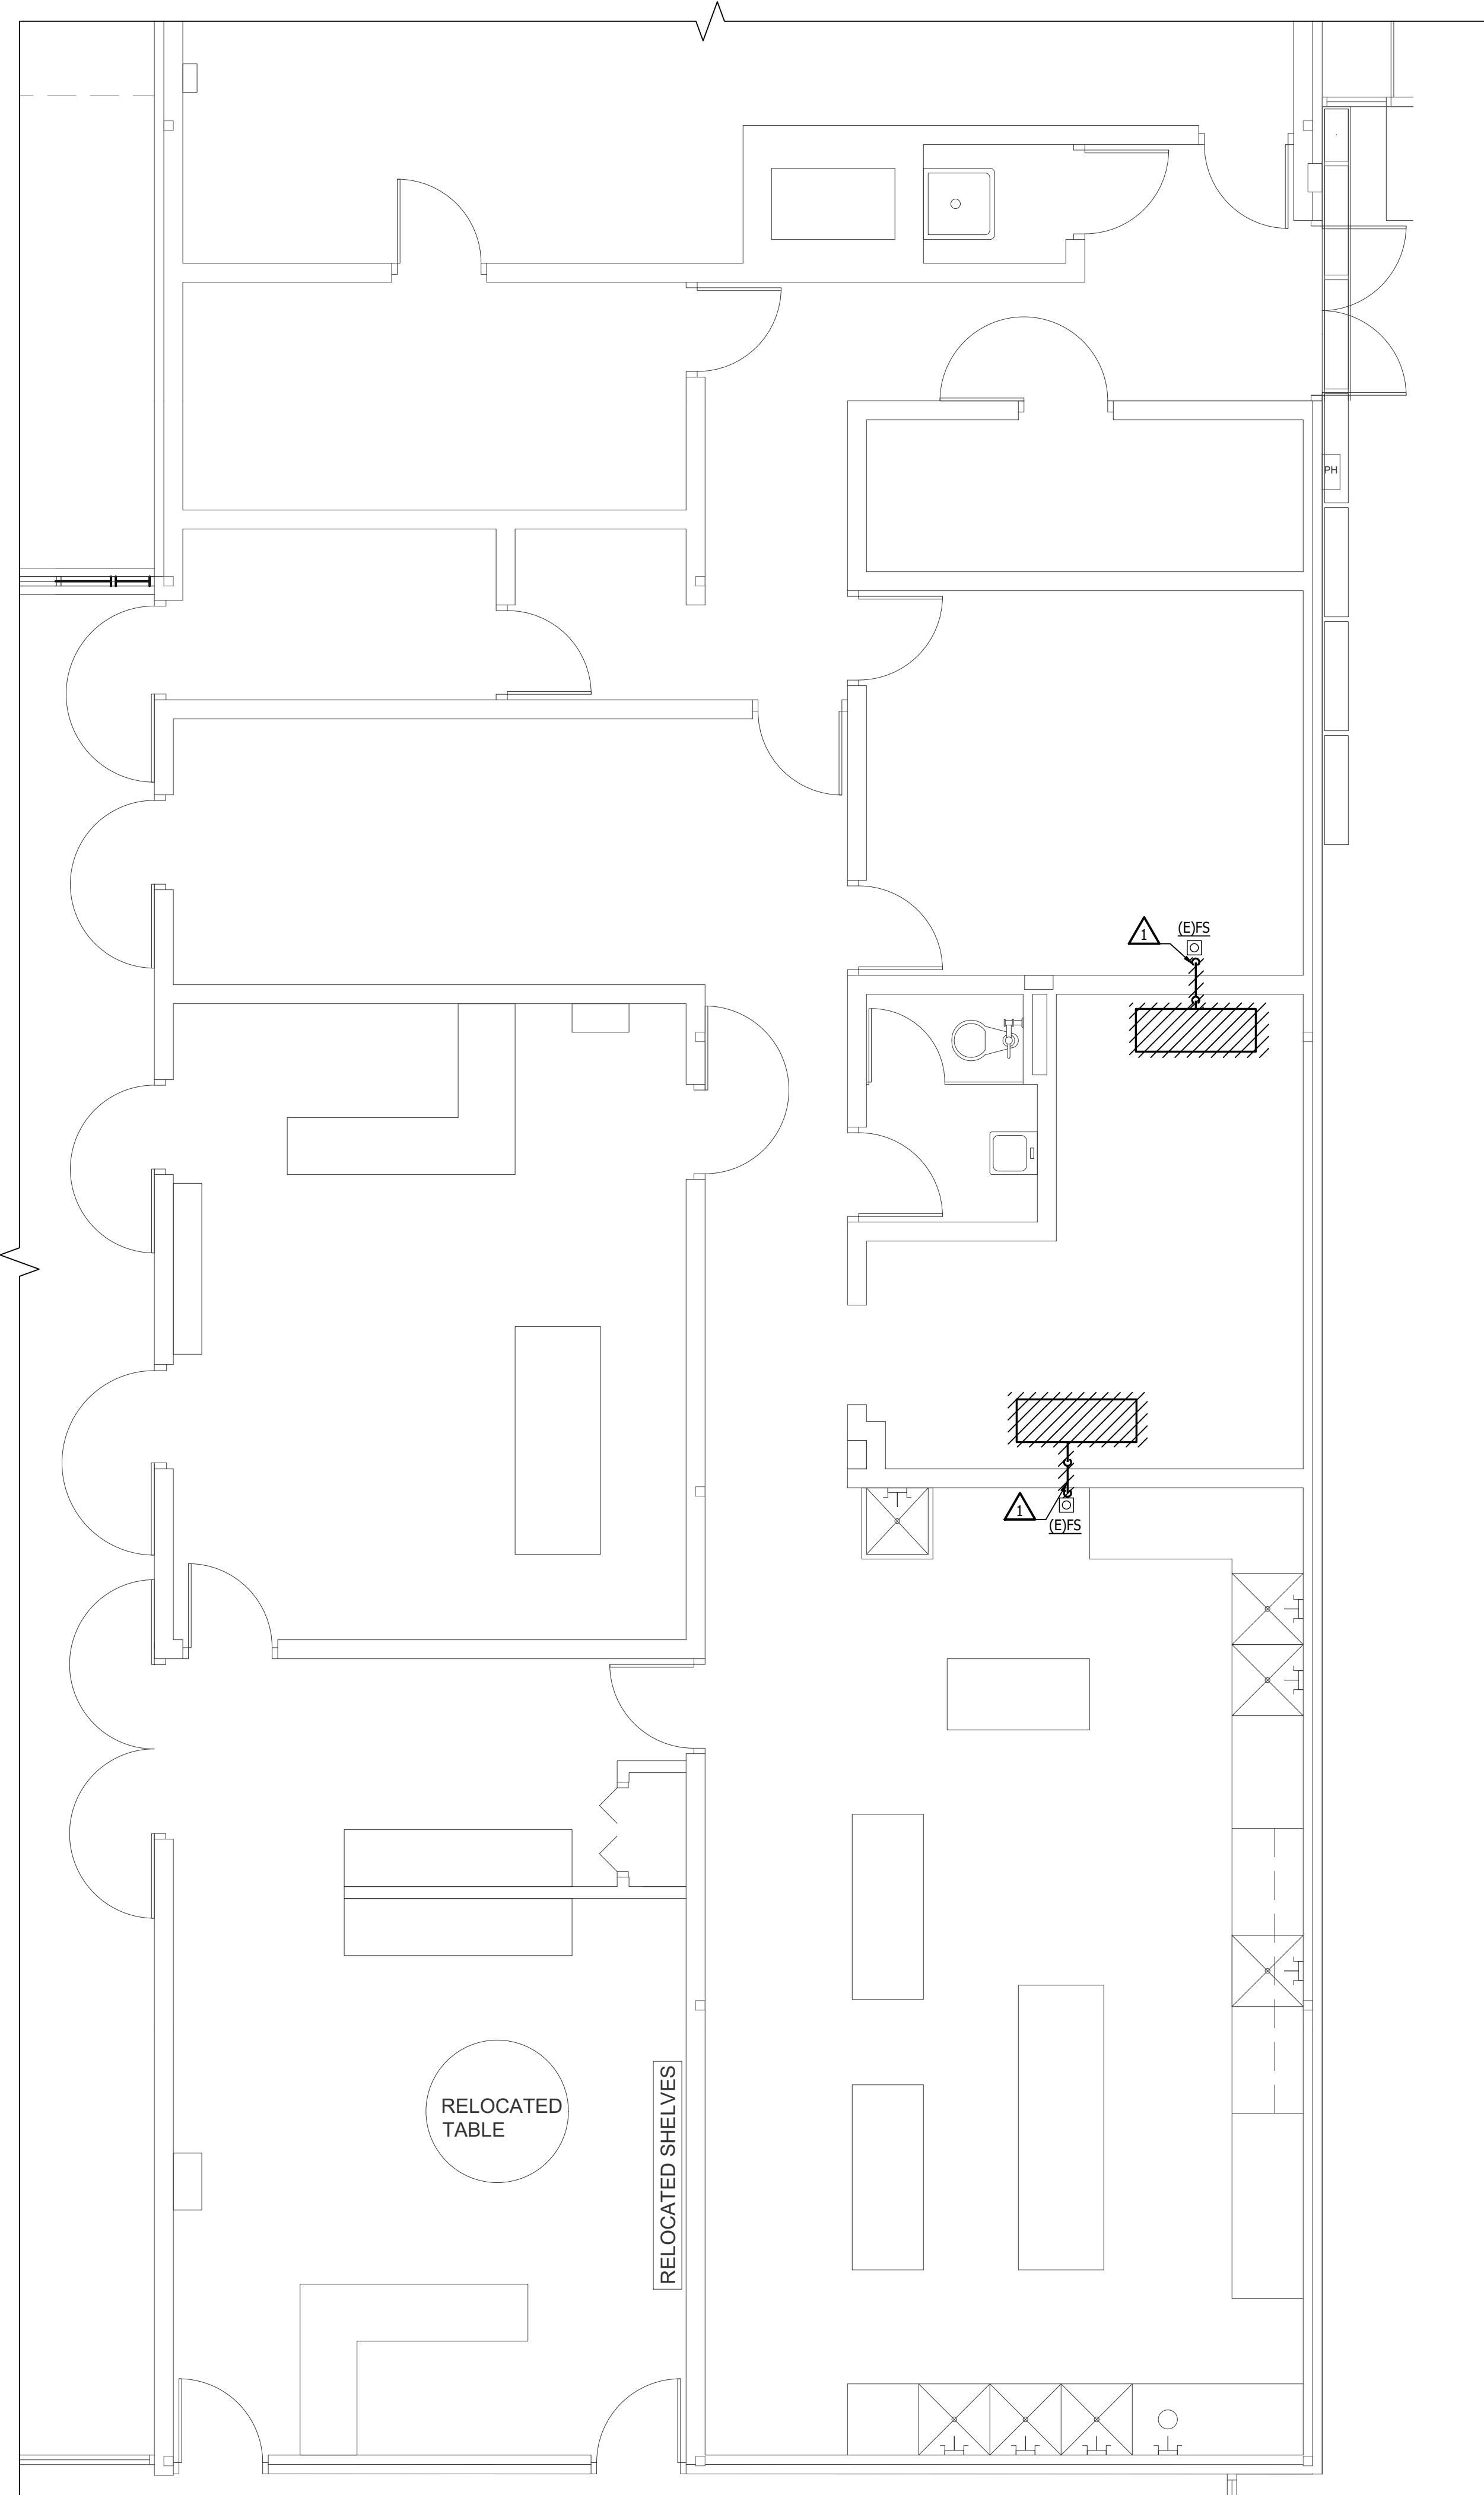 PH
(E)FS
1
1
(E)FS
RELOCATED
TABLE
RELOCATED SHELVES